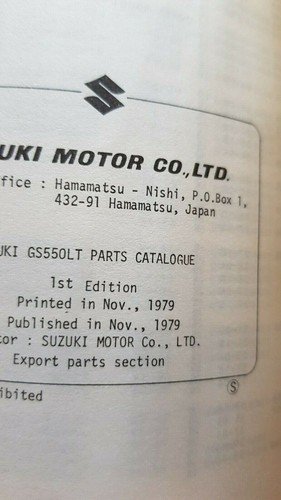 UKI MOTOR CO.,LTD.
ffice : Hamamatsu - Nishi, P.O.Box 1,
432-91 Hamamatsu, Japan
UKI GS550LT PARTS CATALOGUE
1st Edition
Printed in Nov., 1979
Published in Nov., 1979
tor : SUZUKI MOTOR Co., LTD.
Export parts section
S
ibited